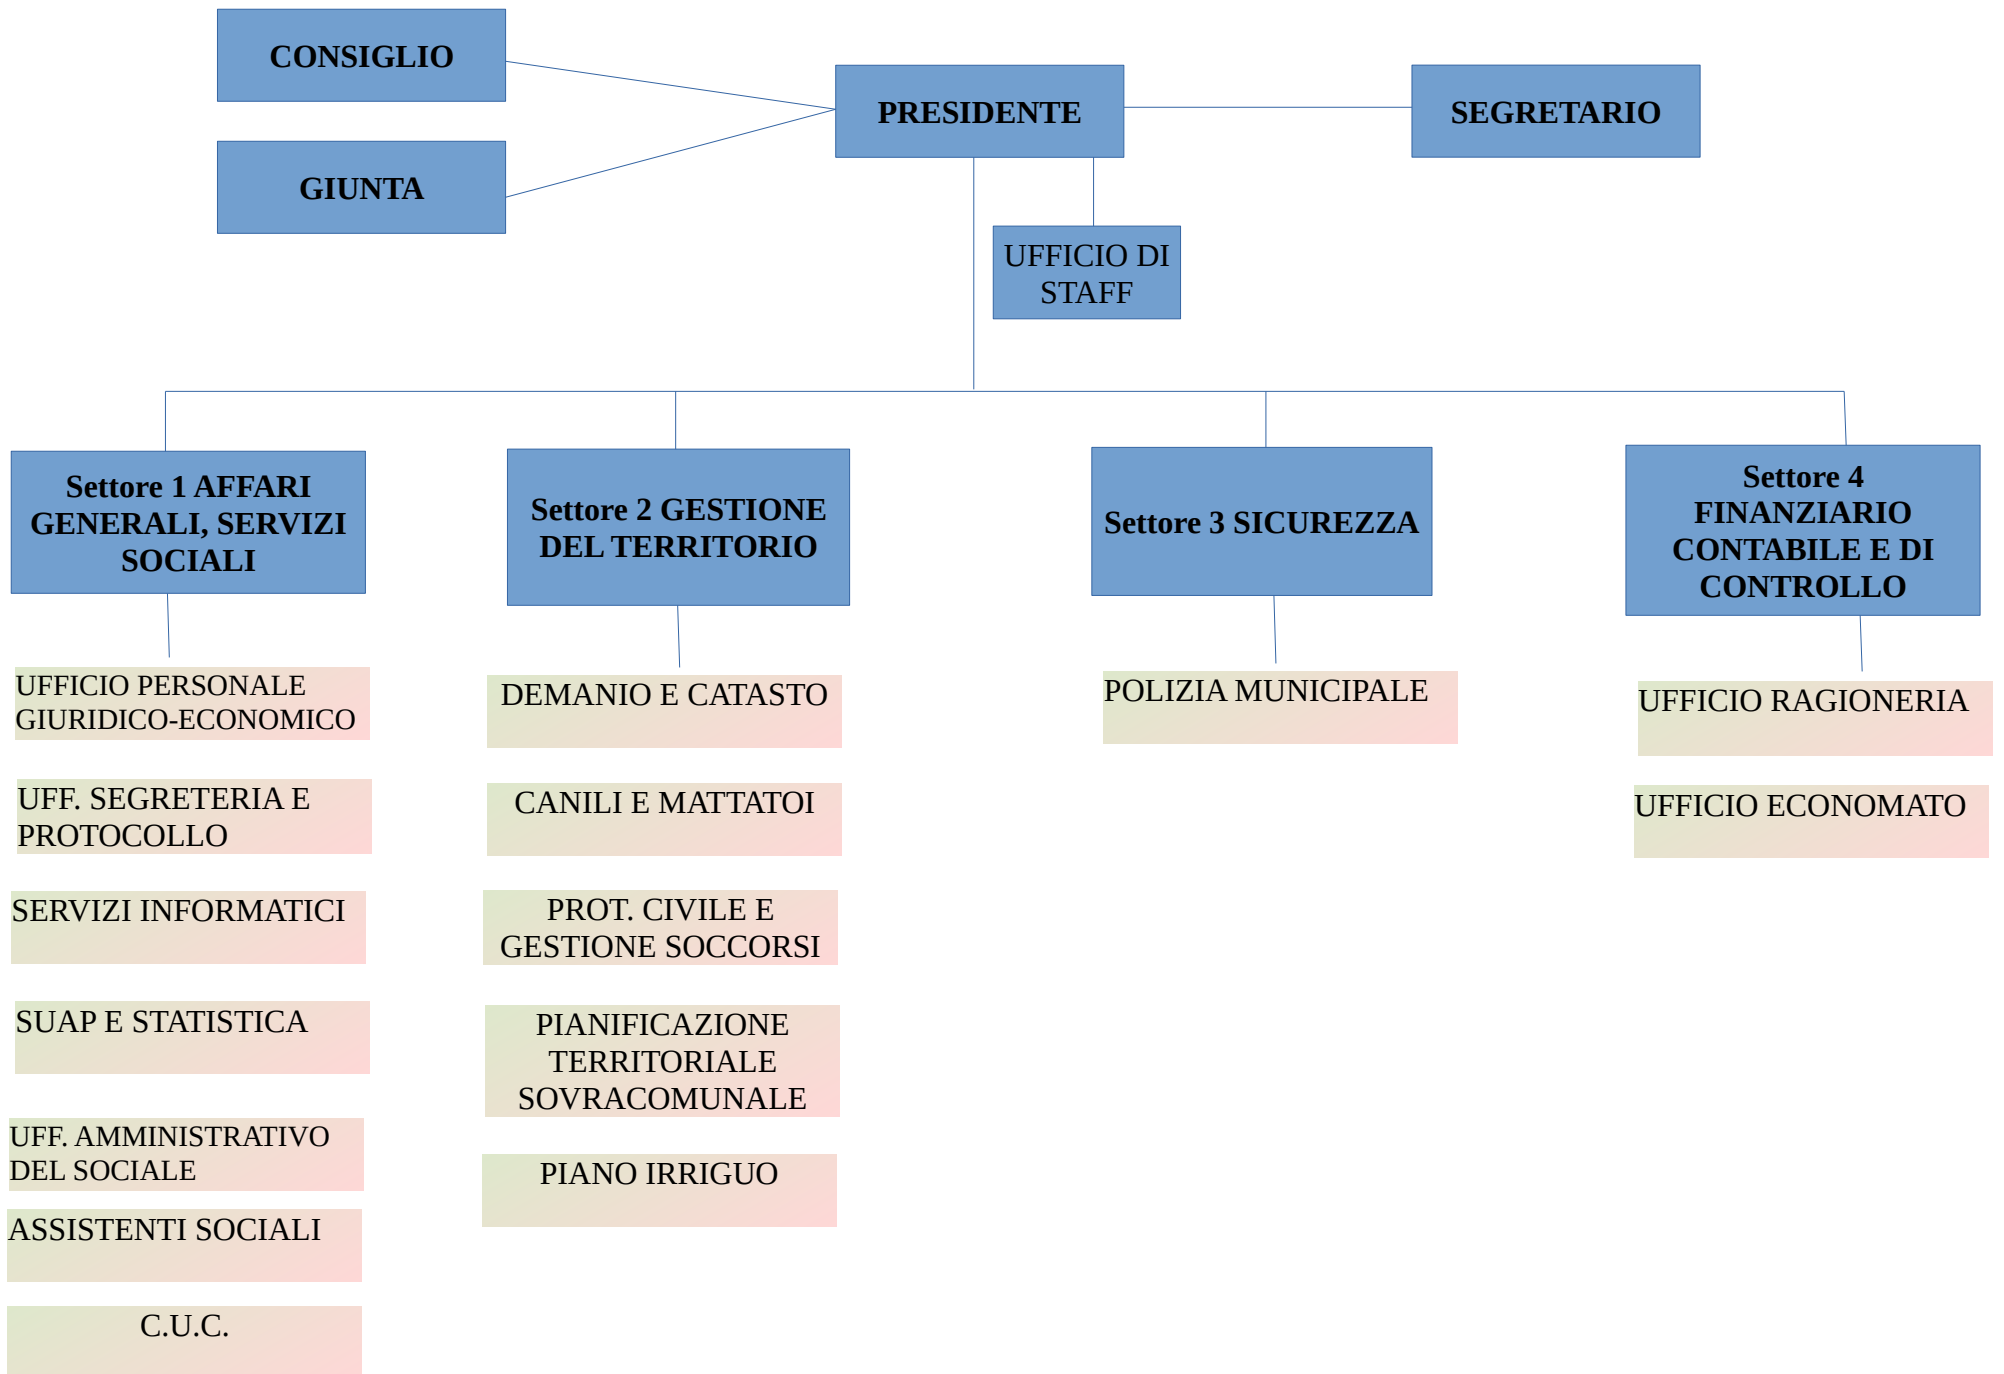 CONSIGLIO
GIUNTA
PRESIDENTE
SEGRETARIO
UFFICIO DI
STAFF
Settore 1 AFFARI
GENERALI, SERVIZI
SOCIALI
UFFICIO PERSONALE
GIURIDICO-ECONOMICO
UFF. SEGRETERIA E
PROTOCOLLO
SERVIZI INFORMATICI
SUAP E STATISTICA
UFF. AMMINISTRATIVO
DEL SOCIALE
ASSISTENTI SOCIALI
C.U.C.
Settore 2 GESTIONE
DEL TERRITORIO
DEMANIO E CATASTO
CANILI E MATTATOI
PROT. CIVILE E
GESTIONE SOCCORSI
PIANIFICAZIONE
TERRITORIALE
SOVRACOMUNALE
PIANO IRRIGUO
Settore 3 SICUREZZA
POLIZIA MUNICIPALE
Settore 4
FINANZIARIO
CONTABILE E DI
CONTROLLO
UFFICIO RAGIONERIA
UFFICIO ECONOMATO